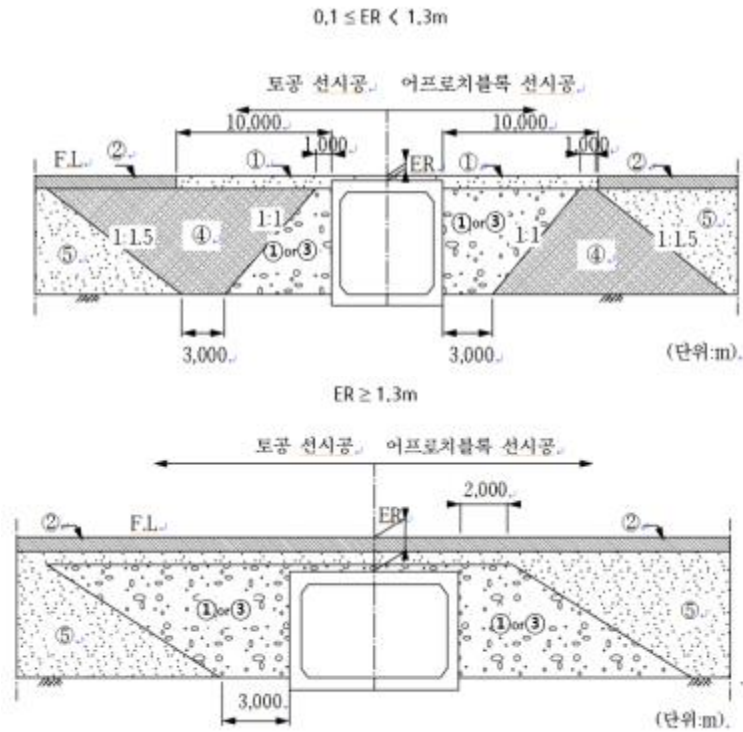 0.1 ≤ ER < 1.3m
토공 선시공 어프로치블록 선시공
10,000 10,000
1,000 1,000
F.L ② ① ER ① ②
⑤ 1:1.5 ④ 1:1 ①or③ ①or③ 1:1 ④ 1:1.5 ⑤
3,000 3,000
(단위:m)
ER ≥ 1.3m
토공 선시공 어프로치블록 선시공
2,000
② F.L ER ②
⑤ ①or③ ①or③ ⑤
3,000
(단위:m)